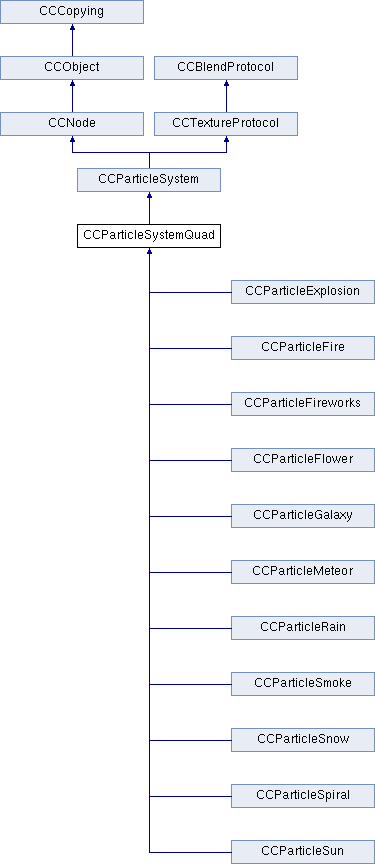 CCCopying
CCObject
CCBlendProtocol
CCNode
CCTextureProtocol
CCParticleSystem
CCParticleSystemQuad
CCParticleExplosion
CCParticleFire
CCParticleFireworks
CCParticleFlower
CCParticleGalaxy
CCParticleMeteor
CCParticleRain
CCParticleSmoke
CCParticleSnow
CCParticleSpiral
CCParticleSun